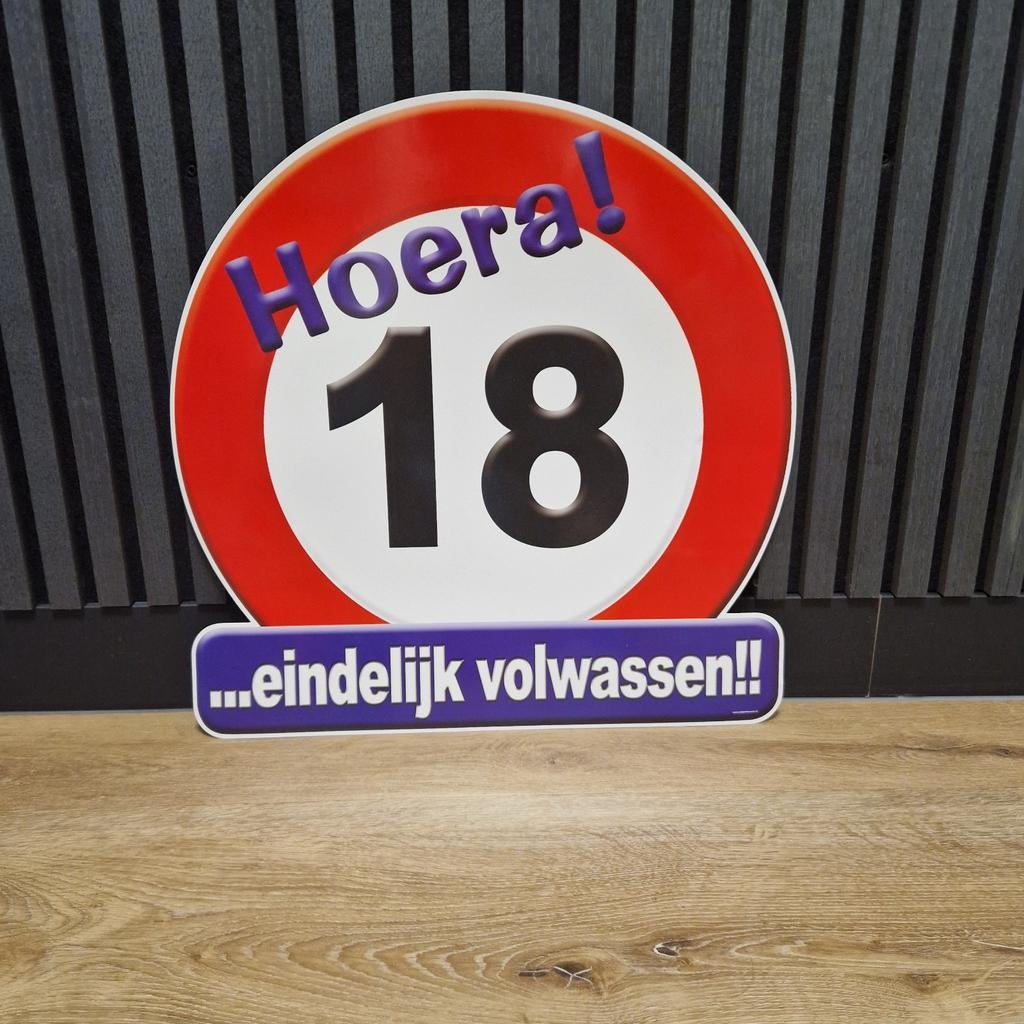 Hoera!
18
...eindelijk volwassen!!